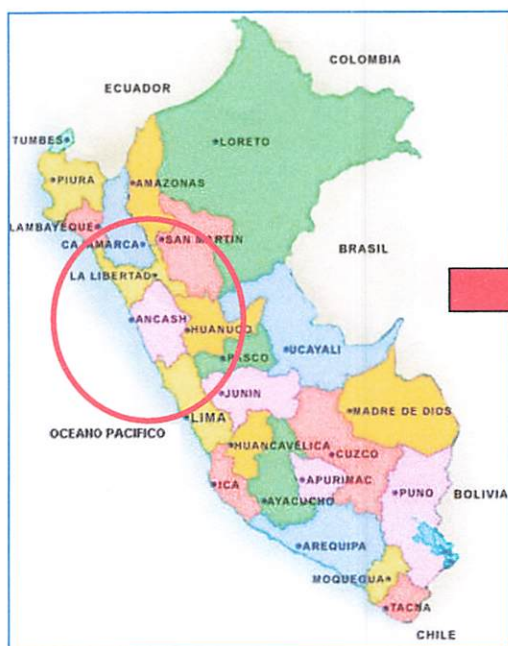 COLOMBIA
ECUADOR
TUMBES
LORETO
PIURA
AMAZONAS
LAMBAYEQUE
CAJAMARCA
SAN MARTIN
BRASIL
LA LIBERTAD
ANCASH
HUANUCO
PASCO
UCAYALI
JUNIN
MADRE DE DIOS
LIMA
OCEANO PACIFICO
HUANCAVELICA
CUZCO
ICA
APURIMAC
PUNO
BOLIVIA
AYACUCHO
AREQUIPA
MOQUEGUA
TACNA
CHILE